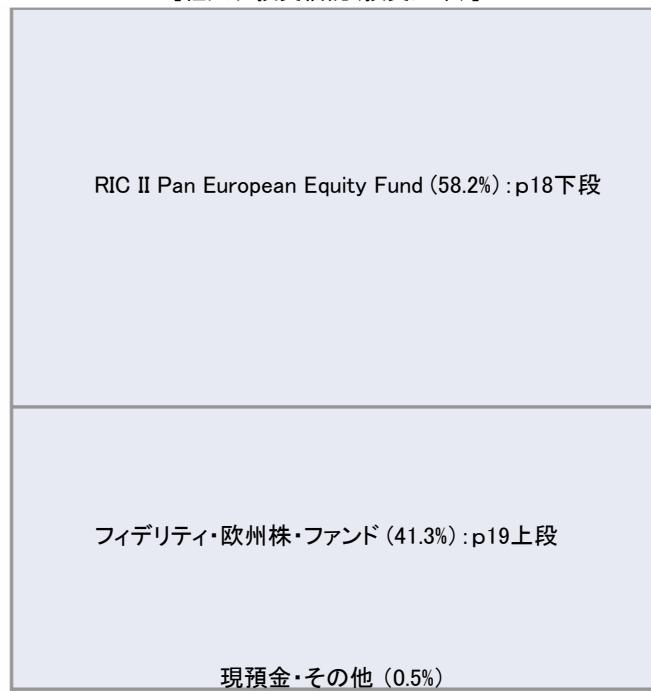 RIC II Pan European Equity Fund (58.2%) : p18下段
フィデリティ・欧州株・ファンド (41.3%) : p19上段
現預金・その他 (0.5%)